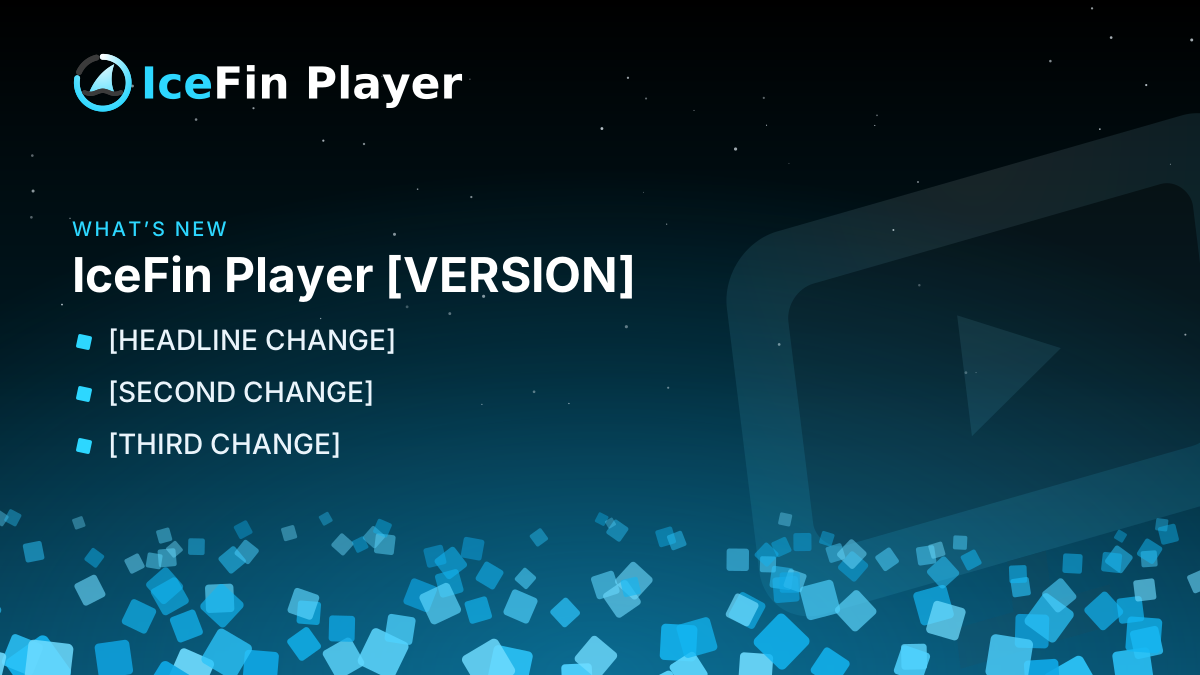 IceFin Player
WHAT’S NEW
IceFin Player [VERSION]
[HEADLINE CHANGE]
[SECOND CHANGE]
[THIRD CHANGE]